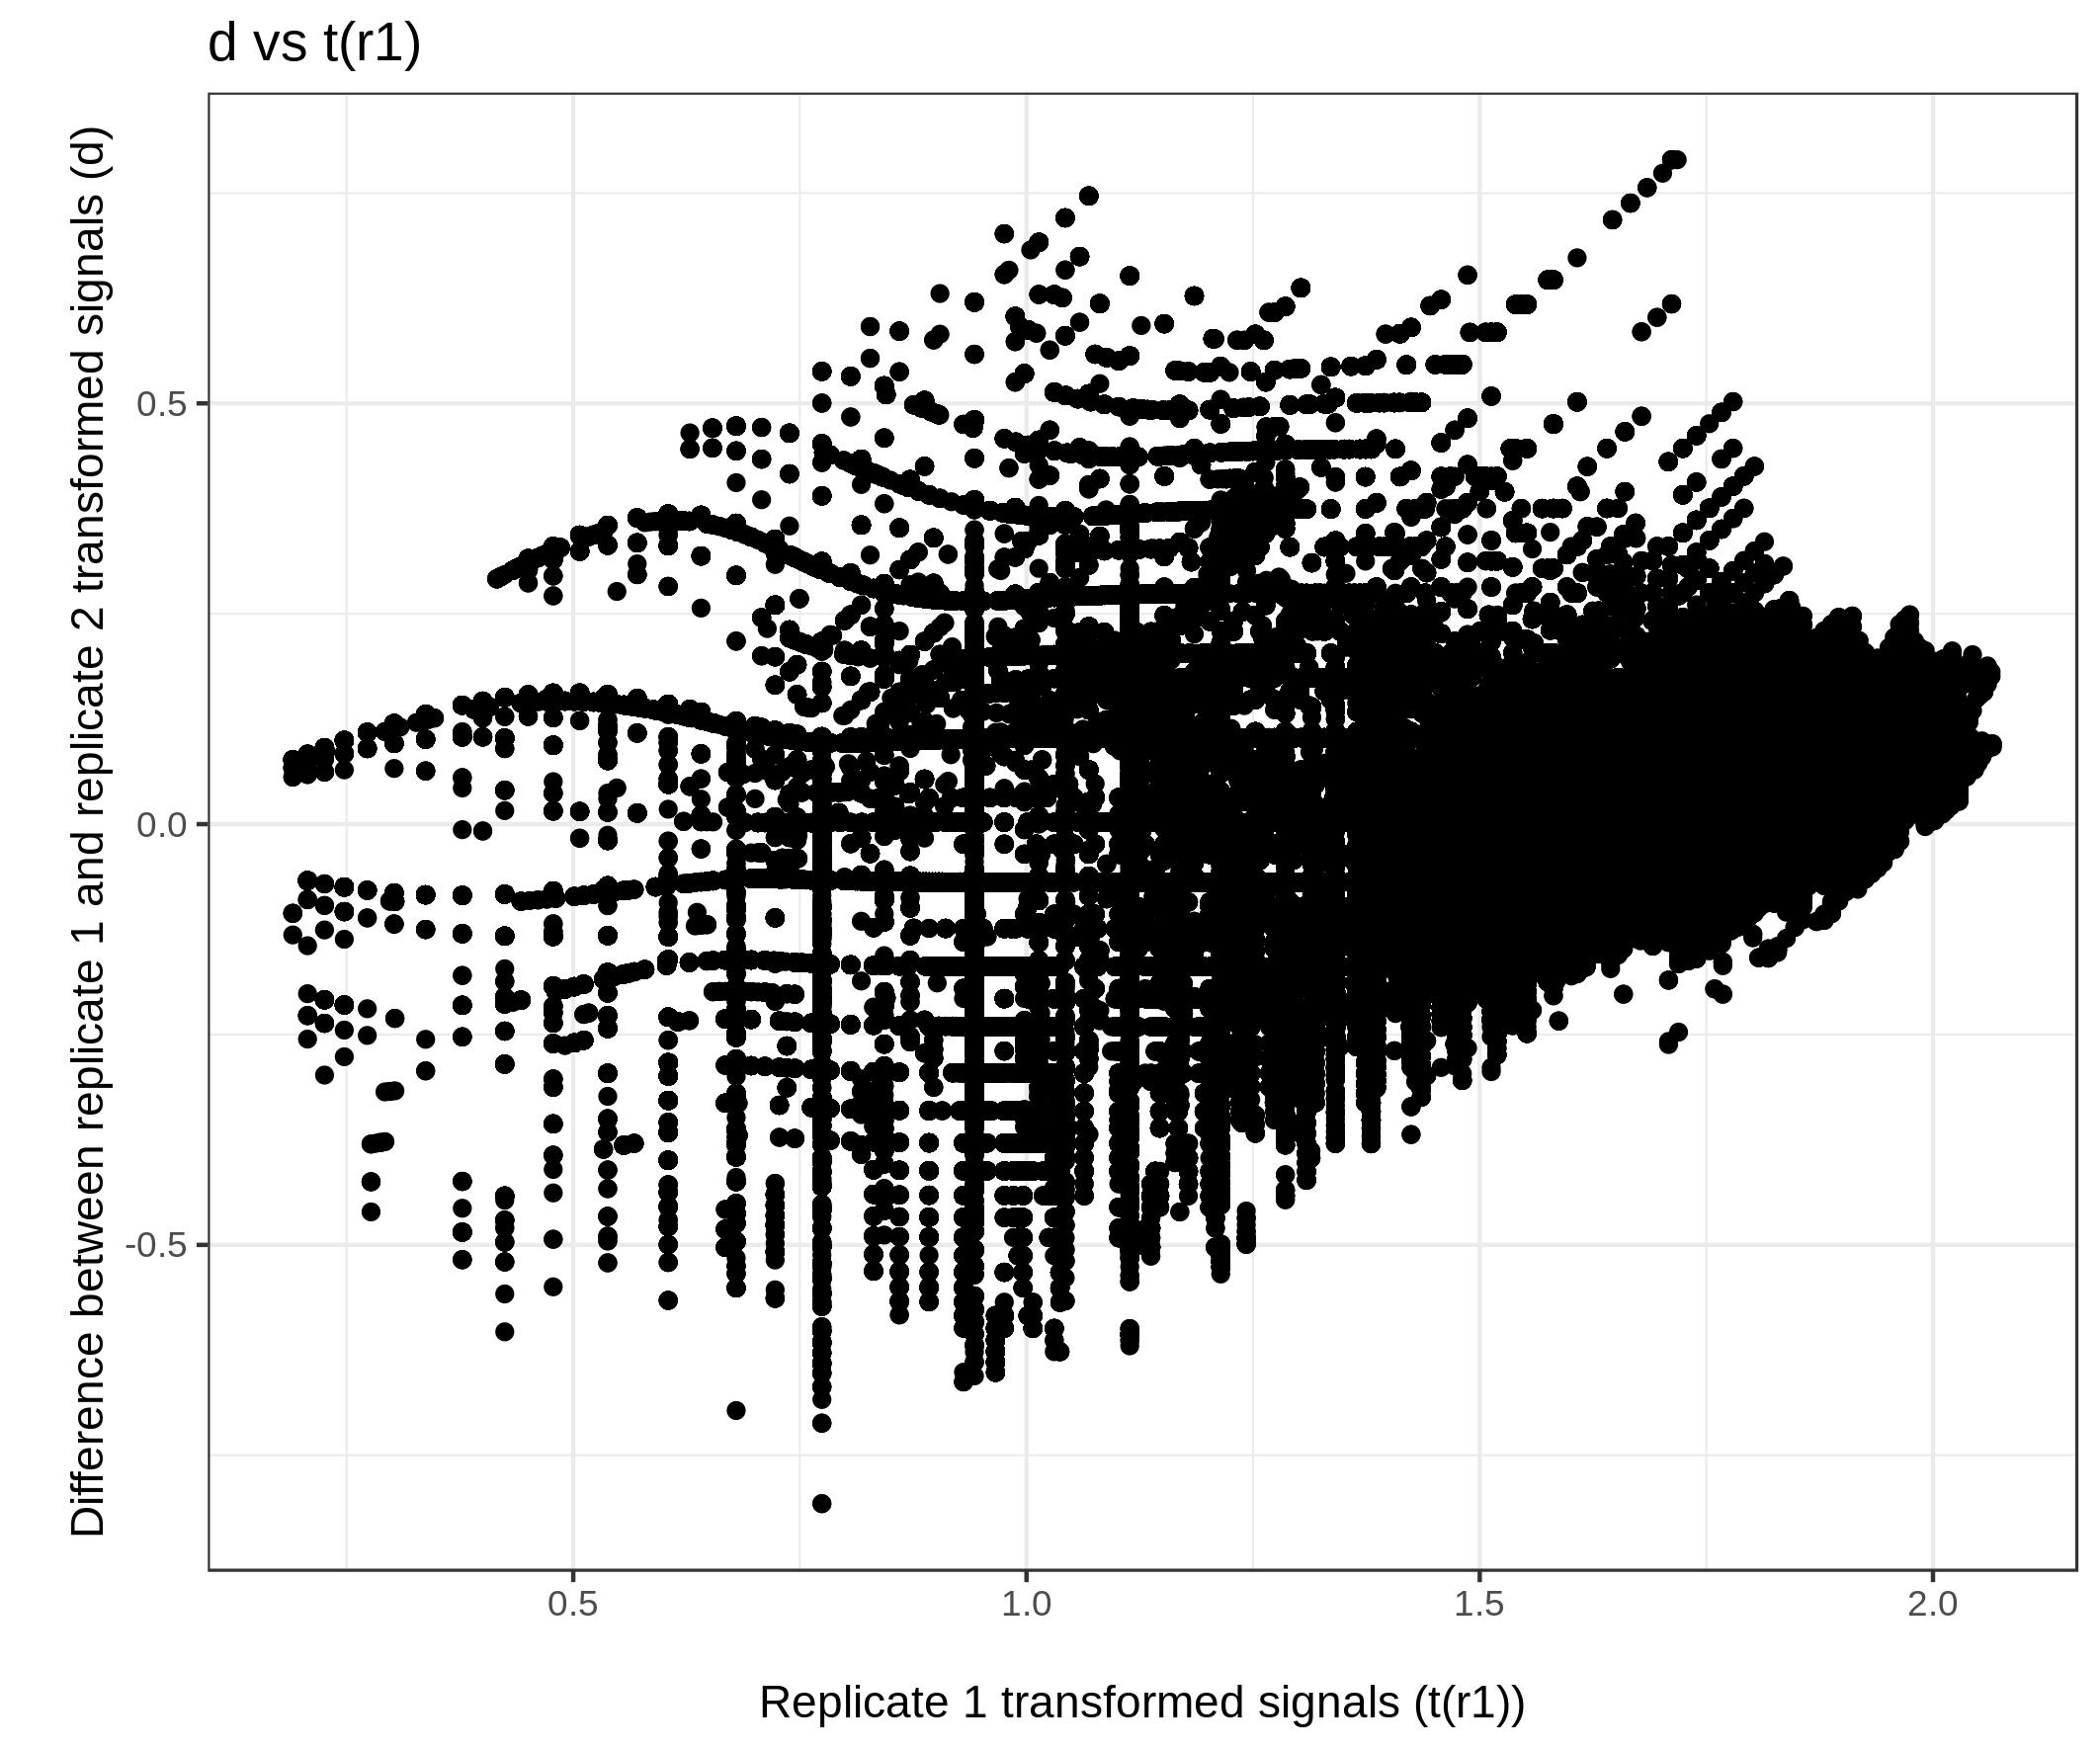 d vs t(r1)
Difference between replicate 1 and replicate 2 transformed signals (d)
0.5
0.0
-0.5
0.5 1.0 1.5 2.0
Replicate 1 transformed signals (t(r1))